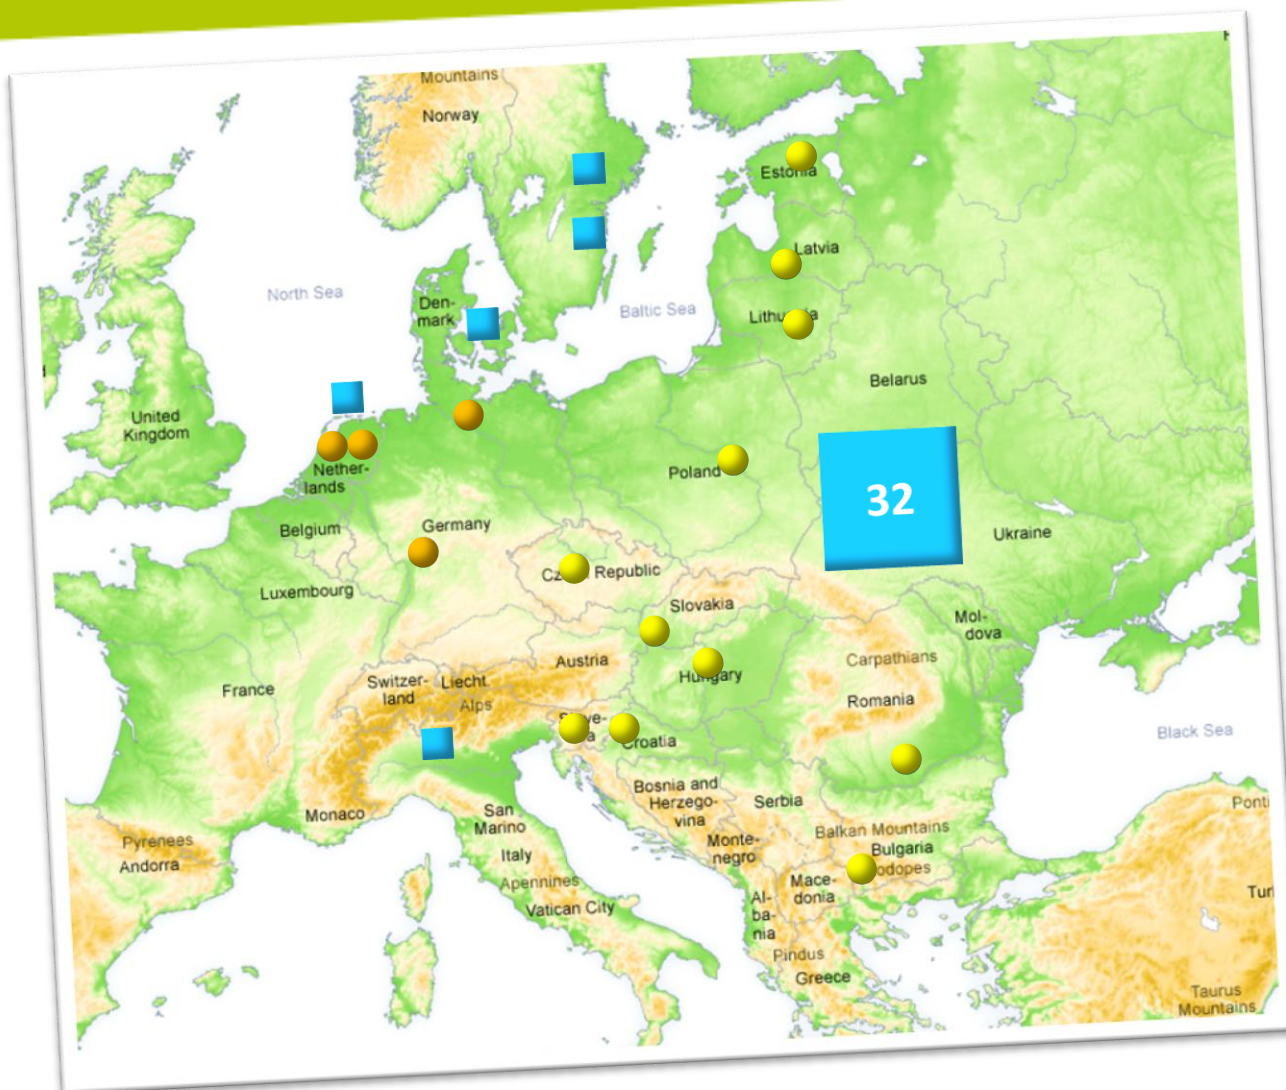 Mountains
Norway
Estonia
Latvia
North Sea
Den-
mark
Baltic Sea
Belarus
United
Kingdom
Nether-
lands
Poland
32
Belgium
Germany
Ukraine
Republic
Luxembourg
Slovakia
Mol-
dova
Austria
Carpathians
Switzer-
land
Liecht.
Hungary
France
Alps
Romania
Croatia
Black Sea
Bosnia and
Herzego-
vina
Serbia
Monaco
San
Marino
Balkan Mountains
Pyrenees
Andorra
Monte-
negro
Bulgaria
Italy
Apennines
Mace-
donia
Al-
ba-
nia
Vatican City
Pindus
Greece
Taurus
Mountains